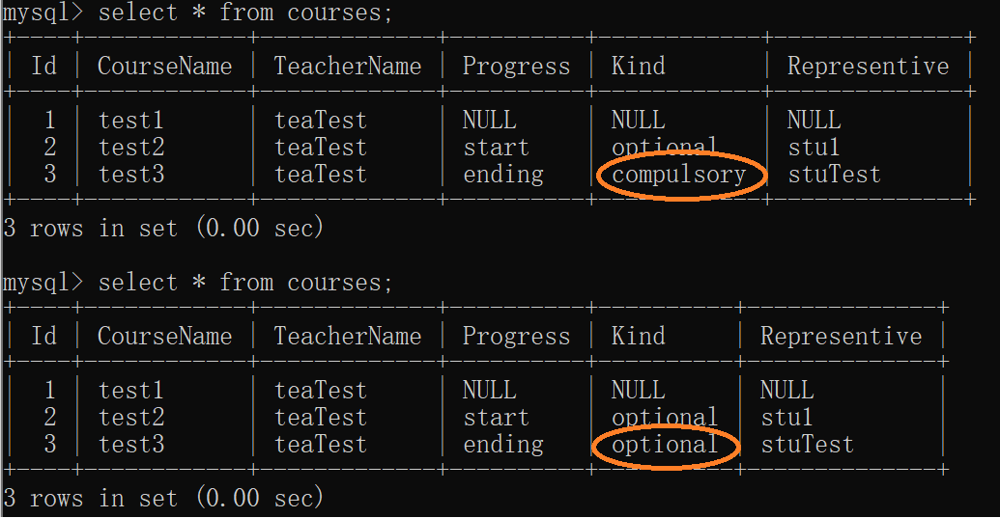 mysql> select * from courses;
| Id | CourseName | TeacherName | Progress | Kind | Representive |
| 1 | test1 | teaTest | NULL | NULL | NULL |
| 2 | test2 | teaTest | start | optional | stu1 |
| 3 | test3 | teaTest | ending | compulsory | stuTest |
3 rows in set (0.00 sec)
mysql> select * from courses;
| Id | CourseName | TeacherName | Progress | Kind | Representive |
| 1 | test1 | teaTest | NULL | NULL | NULL |
| 2 | test2 | teaTest | start | optional | stu1 |
| 3 | test3 | teaTest | ending | optional | stuTest |
3 rows in set (0.00 sec)